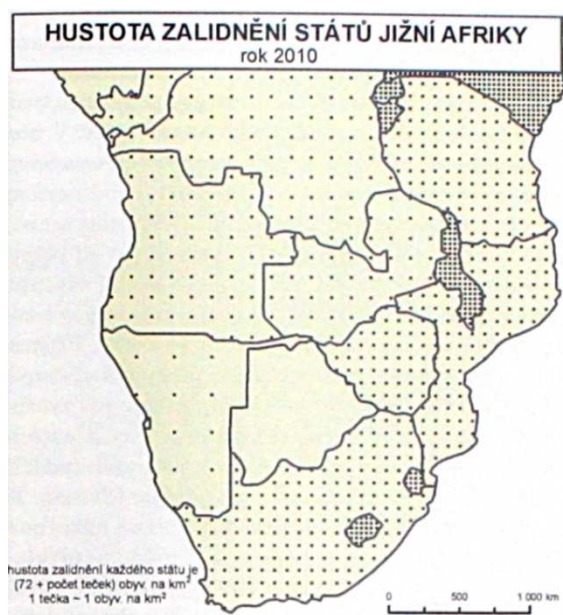 HUSTOTA ZALIDNĚNÍ STÁTŮ JIŽNÍ AFRIKY
rok 2010
hustota zalidnění každého státu je
(72 + počet teček) obyv. na km²
1 tečka ~ 1 obyv. na km²
0 500 1 000 km